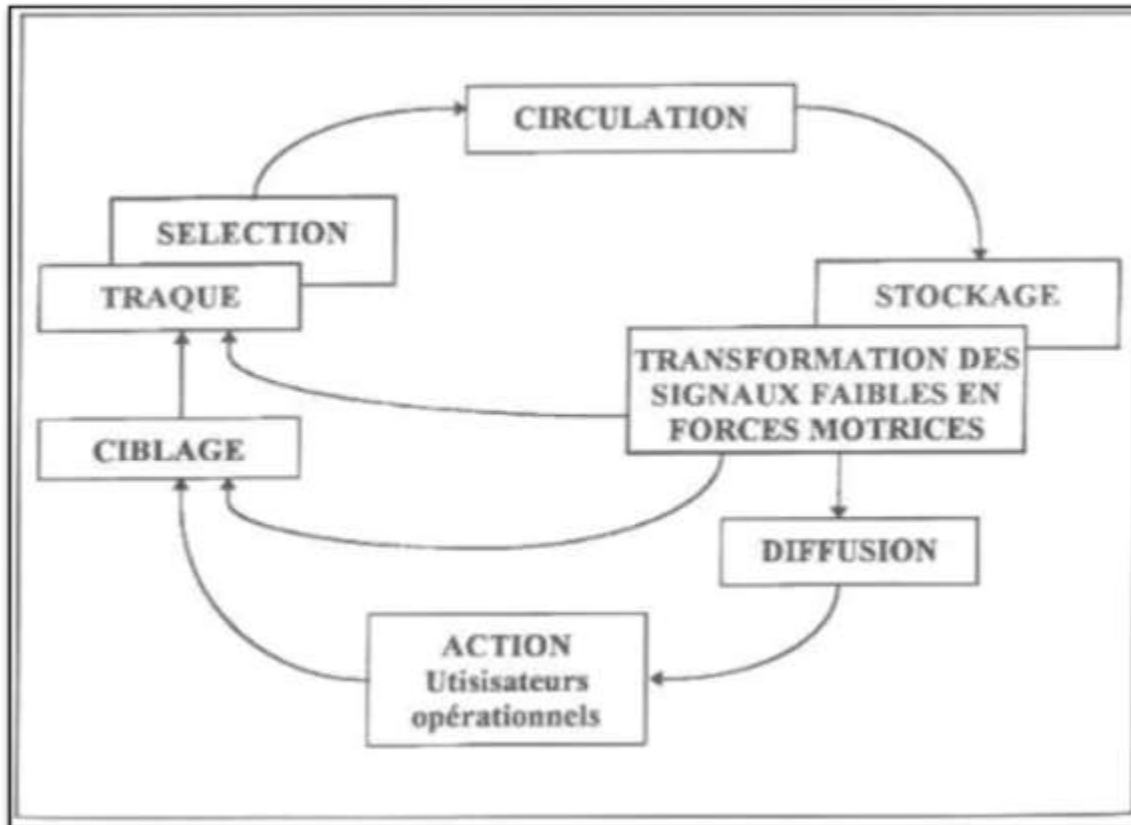 CIRCULATION
SELECTION
TRAQUE
STOCKAGE
TRANSFORMATION DES
SIGNAUX FAIBLES EN
FORCES MOTRICES
CIBLAGE
DIFFUSION
ACTION
Utisisateurs
opérationnels